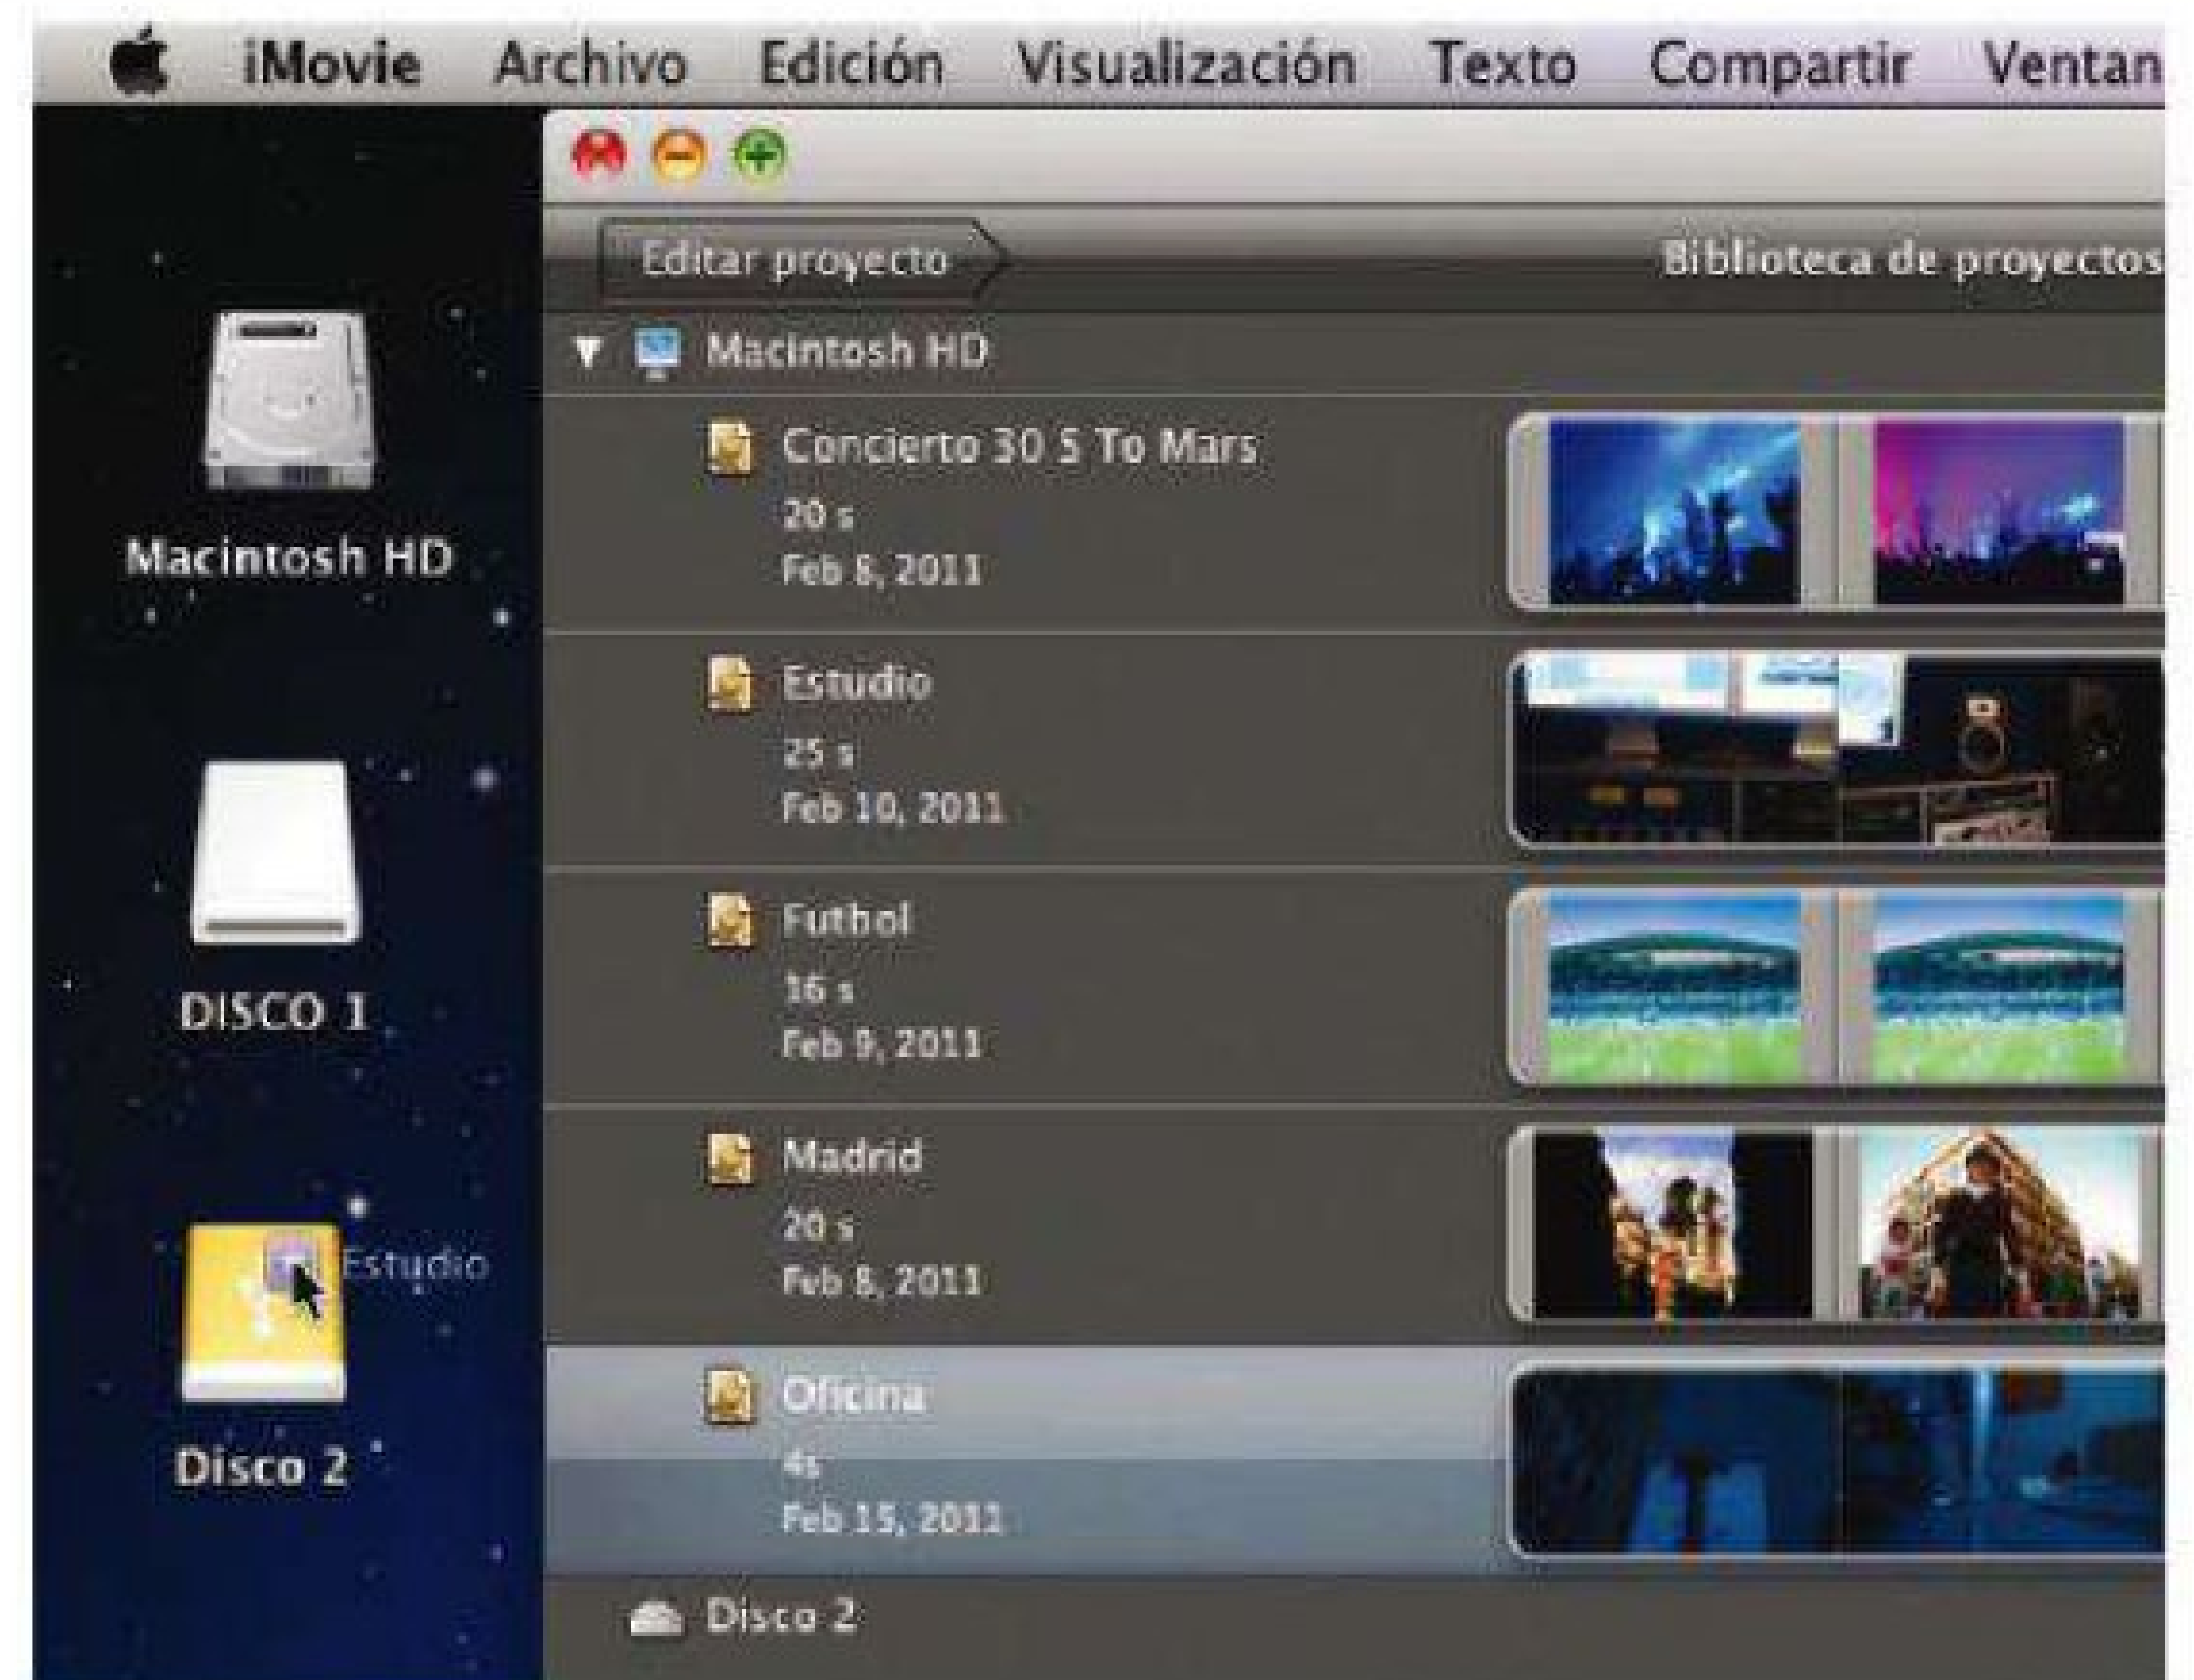 iMovie Archivo Edición Visualización Texto Compartir Ventan
Editar proyecto
Biblioteca de proyectos
Macintosh HD
Concierto 30 S To Mars
20 s
Feb 8, 2011
Estudio
25 s
Feb 10, 2011
Futbol
16 s
Feb 9, 2011
Madrid
20 s
Feb 8, 2011
Oficina
4s
Feb 15, 2011
Disco 2
Macintosh HD
DISCO 1
Estudio
Disco 2